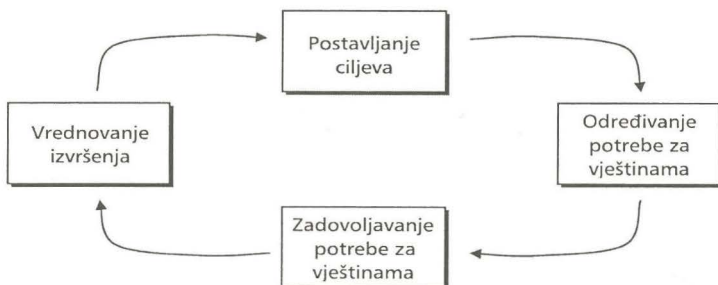 Postavljanje
ciljeva
Vrednovanje
izvršenja
Određivanje
potrebe za
vještinama
Zadovoljavanje
potrebe za
vještinama